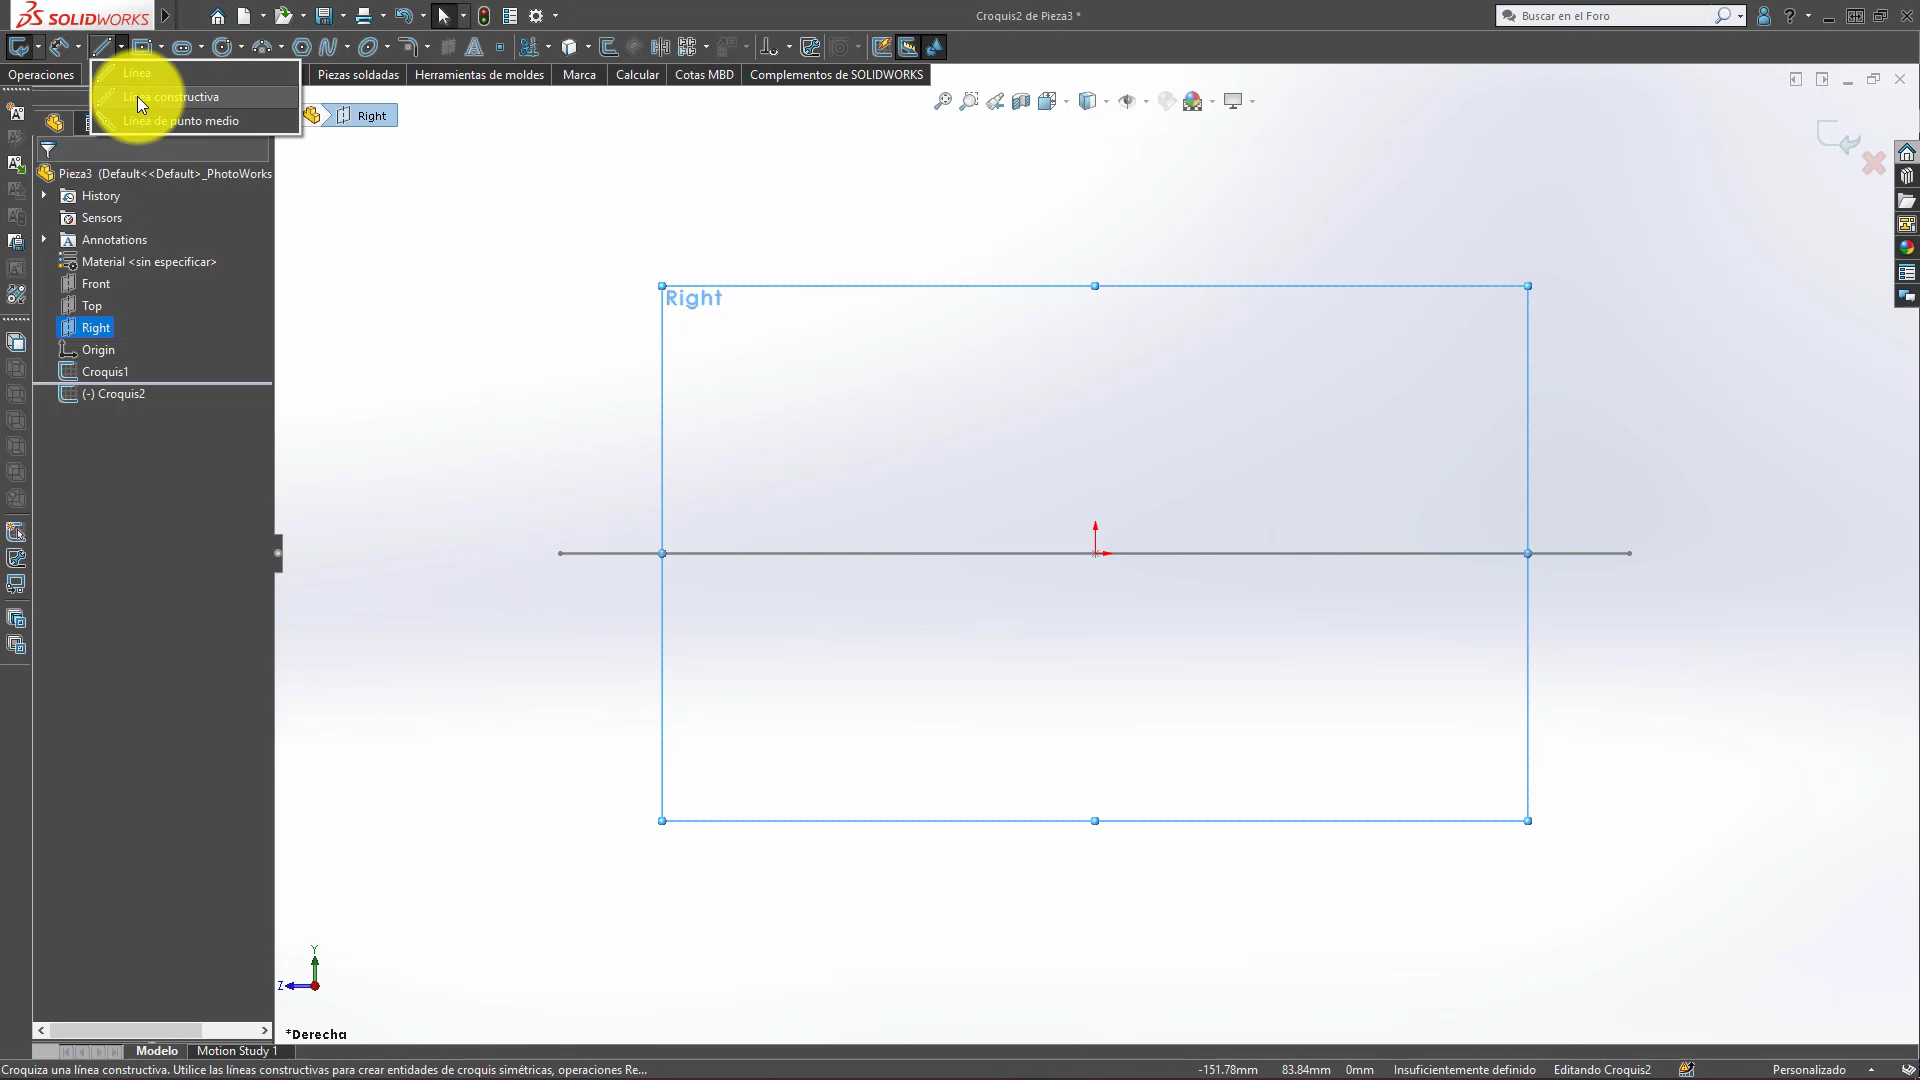 SOLIDWORKS
Croquis2 de Pieza3 *
Buscar en el Foro
Operaciones
Piezas soldadas
Herramientas de moldes
Marca
Calcular
Cotas MBD
Complementos de SOLIDWORKS
Línea
Línea constructiva
Línea de punto medio
Right
Pieza3 (Default<<Default>_PhotoWorks
History
Sensors
Annotations
Material <sin especificar>
Front
Top
Right
Origin
Croquis1
(-) Croquis2
Right
Y
Z
*Derecha
Modelo
Motion Study 1
Croquiza una línea constructiva. Utilice las líneas constructivas para crear entidades de croquis simétricas, operaciones Re...
-151.78mm
83.84mm
0mm
Insuficientemente definido
Editando Croquis2
Personalizado